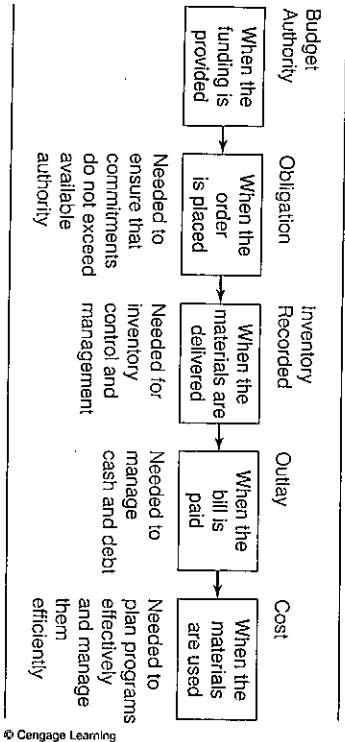 Budget
Authority
When the
funding is
provided
Obligation
When the
order
is placed
Needed to
ensure that
commitments
do not exceed
available
authority
Inventory
Recorded
When the
materials are
delivered
Needed for
inventory
control and
management
Outlay
When the
bill is
paid
Needed to
manage
cash and debt
Cost
When the
materials
are used
Needed to
plan programs
effectively
and manage
them
efficiently
© Cengage Learning